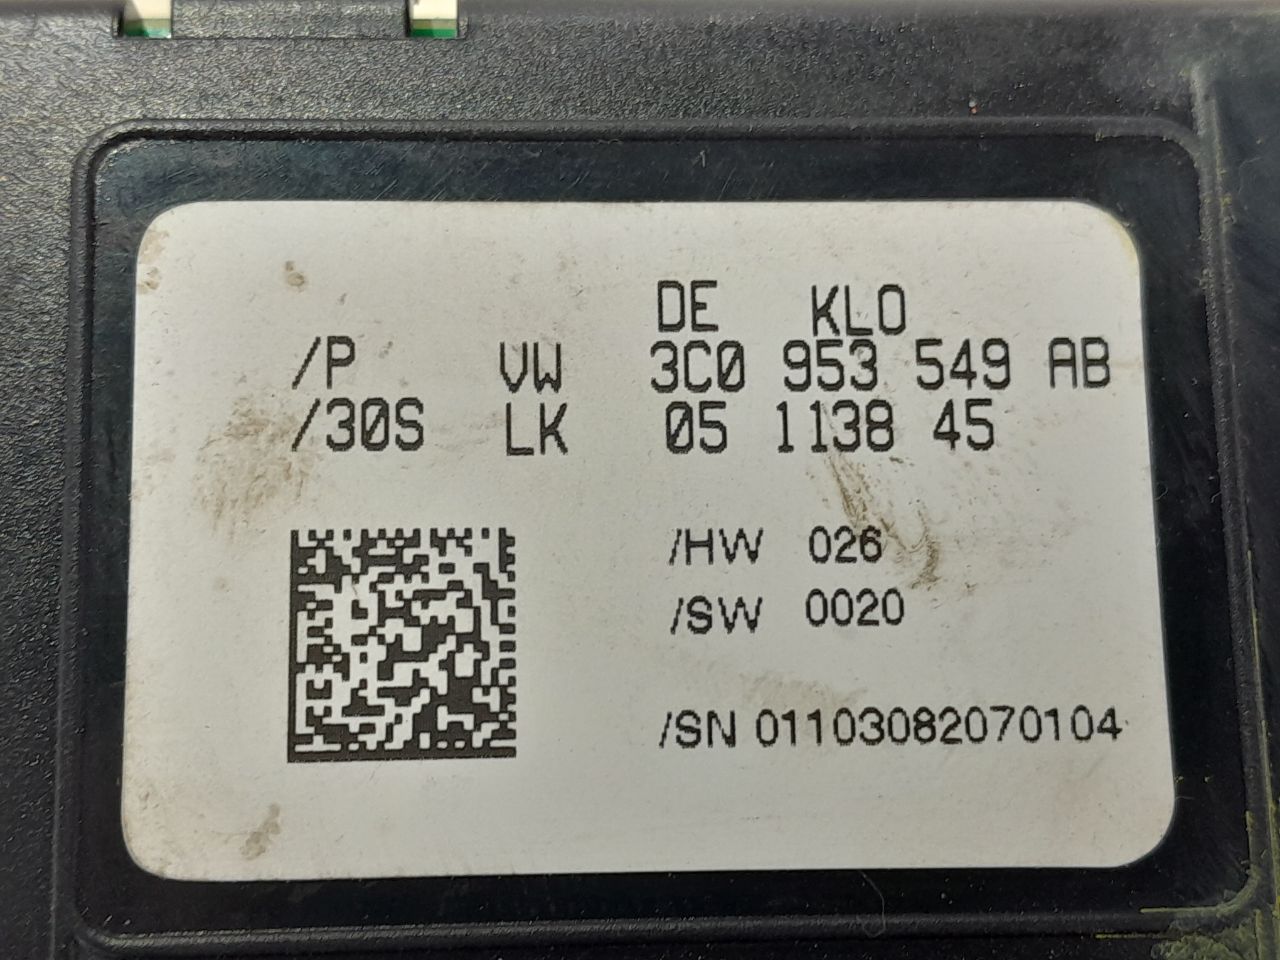 DE KLO
/P VW 3C0 953 549 AB
/30S LK 05 1138 45
/HW 026
/SW 0020
/SN 01103082070104